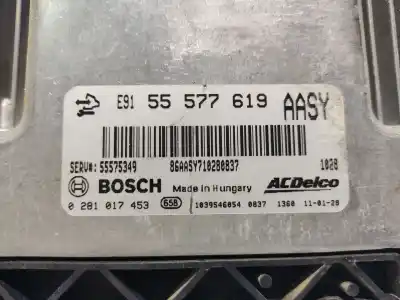 E91 55 577 619 AASY
SERV#: 55575349 86AASY710280837 1028
BOSCH Made in Hungary ACDelco
0 281 017 453 658 1039S46054 0837 1360 11-01-28